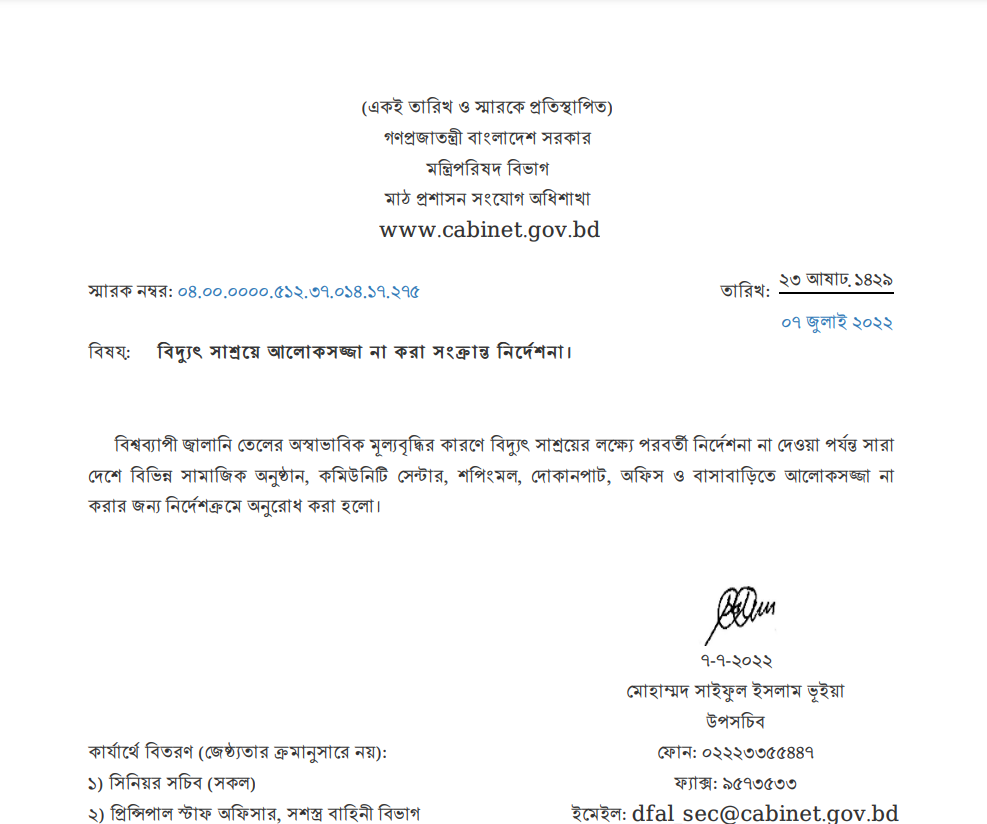 (একই তারিখ ও স্মারকে প্রতিস্থাপিত)
গণপ্রজাতন্ত্রী বাংলাদেশ সরকার
মন্ত্রিপরিষদ বিভাগ
মাঠ প্রশাসন সংযোগ অধিশাখা
www.cabinet.gov.bd
স্মারক নম্বর: ০৪.০০.০০০০.৫১২.৩৭.০১৪.১৭.২৭৫
তারিখ: ২৩ আষাঢ়.১৪২৯
০৭ জুলাই ২০২২
বিষয়: বিদ্যুৎ সাশ্রয়ে আলোকসজ্জা না করা সংক্রান্ত নির্দেশনা।
বিশ্বব্যাপী জ্বালানি তেলের অস্বাভাবিক মূল্যবৃদ্ধির কারণে বিদ্যুৎ সাশ্রয়ের লক্ষ্যে পরবর্তী নির্দেশনা না দেওয়া পর্যন্ত সারা
দেশে বিভিন্ন সামাজিক অনুষ্ঠান, কমিউনিটি সেন্টার, শপিংমল, দোকানপাট, অফিস ও বাসাবাড়িতে আলোকসজ্জা না
করার জন্য নির্দেশক্রমে অনুরোধ করা হলো।
৭-৭-২০২২
মোহাম্মদ সাইফুল ইসলাম ভূইয়া
উপসচিব
ফোন: ০২২২৩৩৫৫৪৪৭
ফ্যাক্স: ৯৫৭৩৫৩৩
ইমেইল: dfal_sec@cabinet.gov.bd
কার্যার্থে বিতরণ (জেষ্ঠ্যতার ক্রমানুসারে নয়):
১) সিনিয়র সচিব (সকল)
২) প্রিন্সিপাল স্টাফ অফিসার, সশস্ত্র বাহিনী বিভাগ